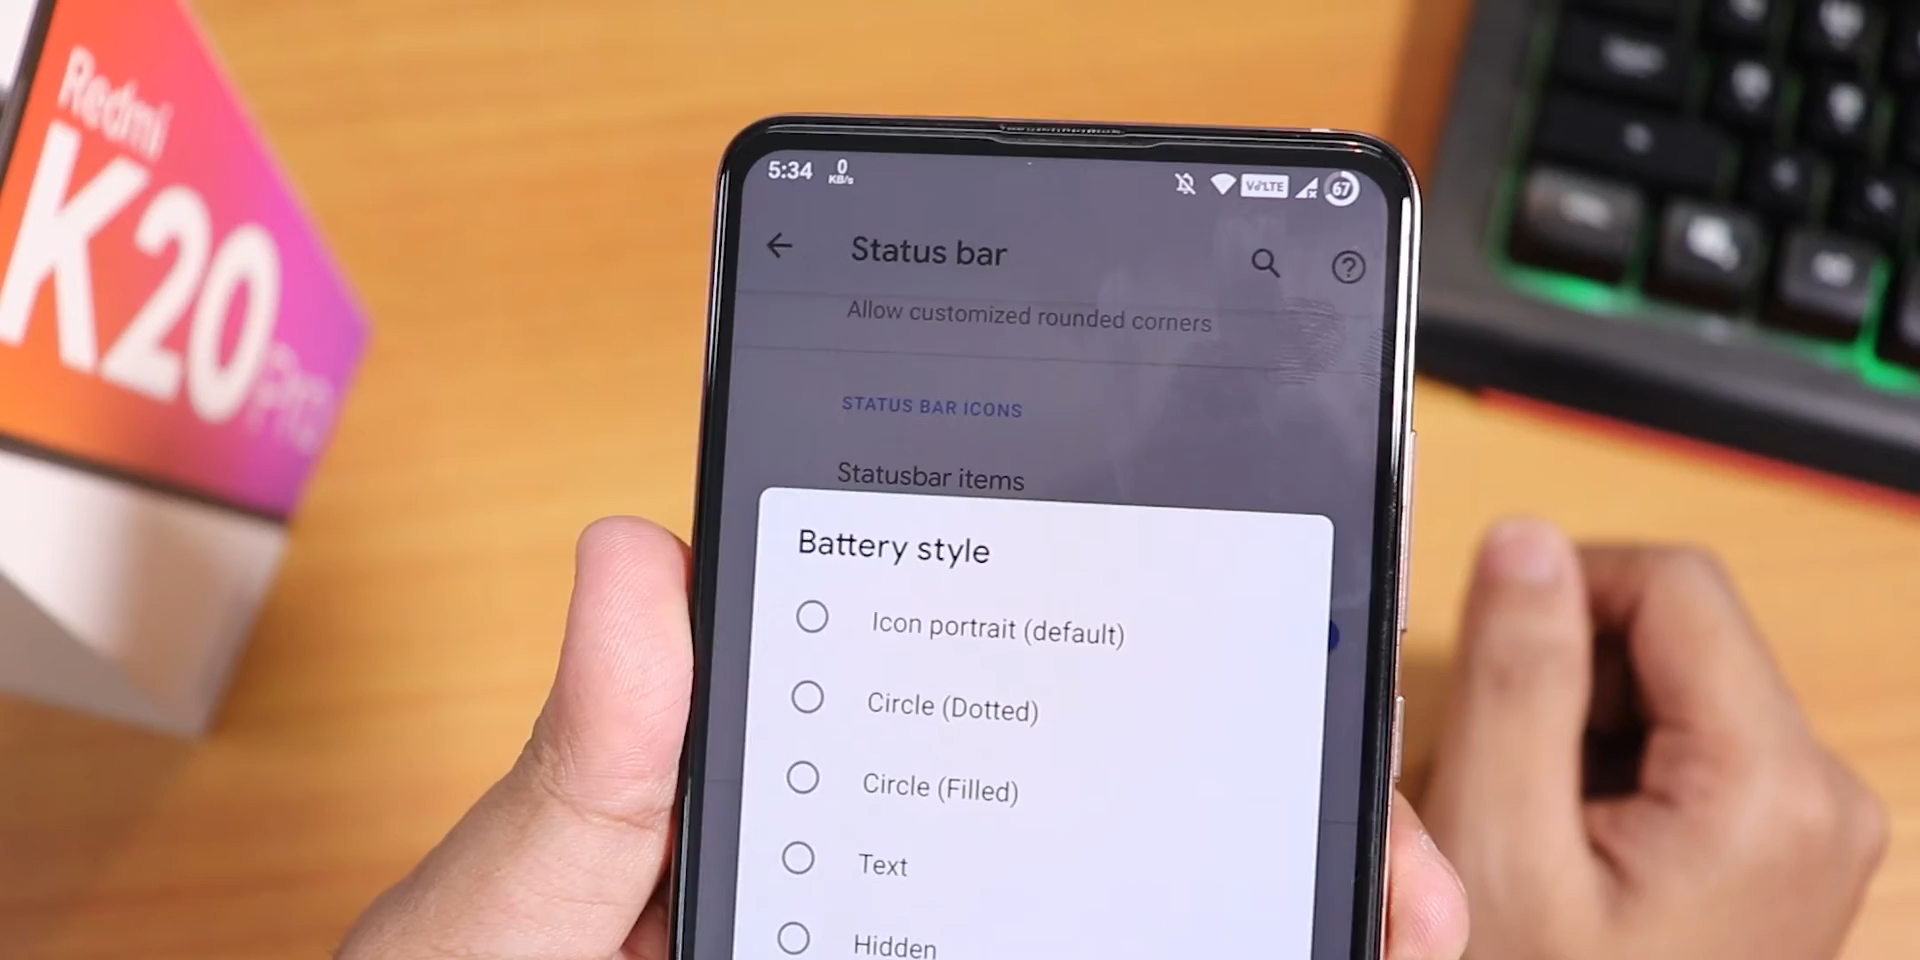 Redmi
K20
Pro
5:34
0
KB/s
VoLTE
67
Status bar
Allow customized rounded corners
STATUS BAR ICONS
Statusbar items
Battery style
Icon portrait (default)
Circle (Dotted)
Circle (Filled)
Text
Hidden